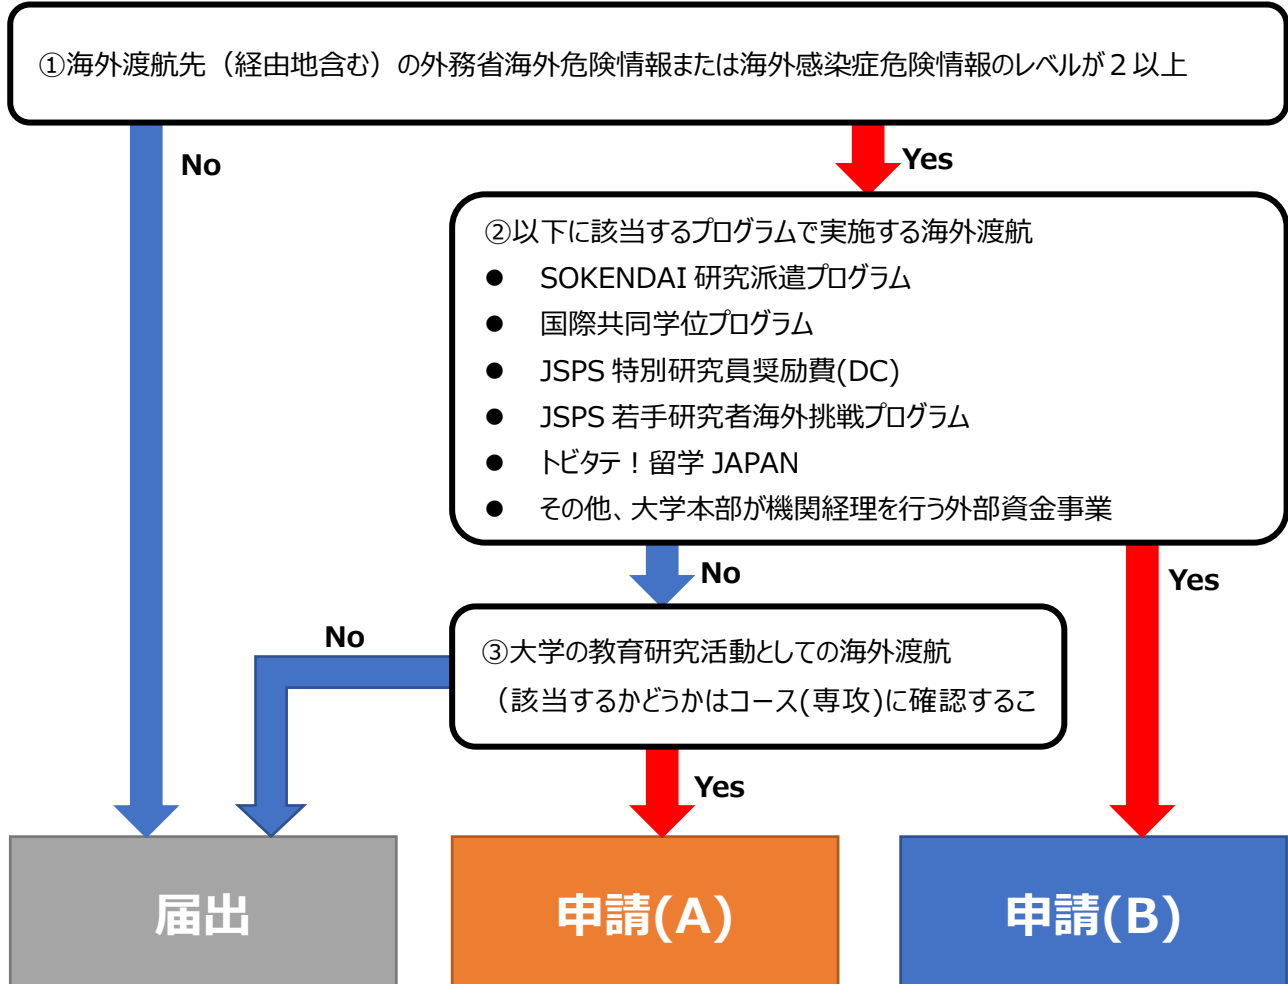 ①海外渡航先（経由地含む）の外務省海外危険情報または海外感染症危険情報のレベルが２以上
No
Yes
②以下に該当するプログラムで実施する海外渡航
● SOKENDAI 研究派遣プログラム
● 国際共同学位プログラム
● JSPS 特別研究員奨励費(DC)
● JSPS 若手研究者海外挑戦プログラム
● トビタテ！留学 JAPAN
● その他、大学本部が機関経理を行う外部資金事業
No
Yes
No
③大学の教育研究活動としての海外渡航
（該当するかどうかはコース(専攻)に確認するこ
Yes
届出
申請(A)
申請(B)